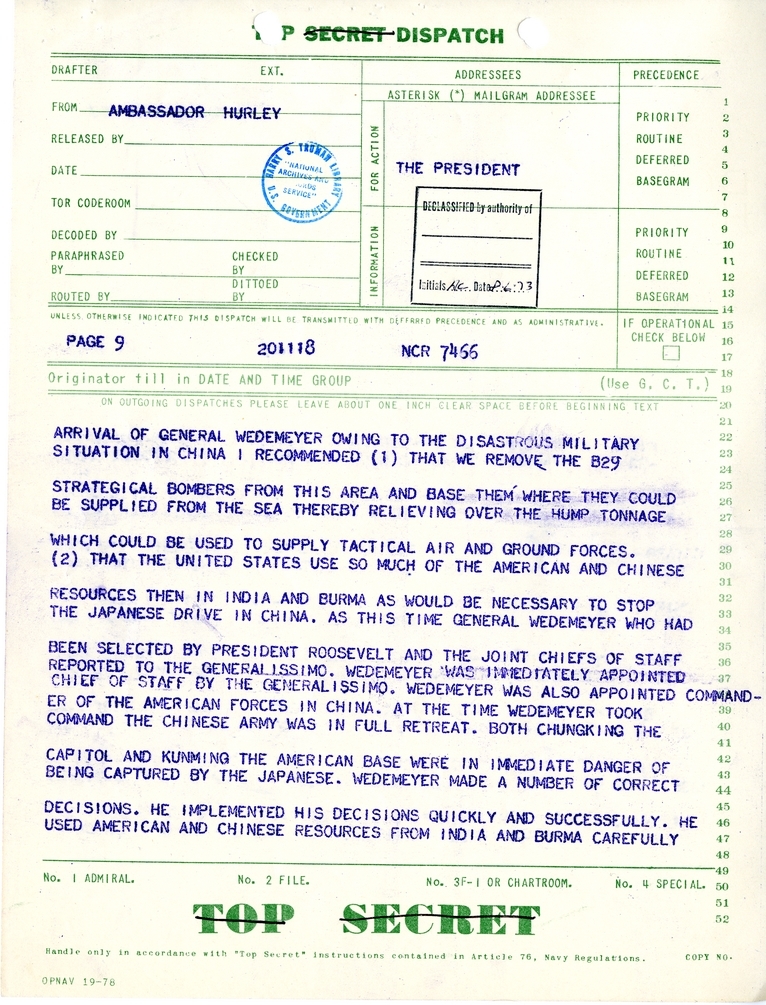 TOP SECRET DISPATCH
DRAFTER EXT.
ADDRESSEES
PRECEDENCE
ASTERISK (*) MAILGRAM ADDRESSEE
FROM AMBASSADOR HURLEY
RELEASED BY
DATE
TOR CODEROOM
DECODED BY
PARAPHRASED BY
CHECKED BY
ROUTED BY
DITTOED BY
HARRY S. TRUMAN LIBRARY
"NATIONAL
ARCHIVES AND
SERVICE"
U.S. GOVERNMENT
FOR ACTION
THE PRESIDENT
INFORMATION
DECLASSIFIED by authority of
Initials Date
PRIORITY
ROUTINE
DEFERRED
BASEGRAM
PRIORITY
ROUTINE
DEFERRED
BASEGRAM
1
2
3
4
5
6
7
8
9
10
11
12
13
14
15
16
17
18
19
20
21
22
23
24
25
26
27
28
29
30
31
32
33
34
35
36
37
39
40
41
42
43
44
45
46
47
48
49
50
51
52
UNLESS OTHERWISE INDICATED THIS DISPATCH WILL BE TRANSMITTED WITH DEFERRED PRECEDENCE AND AS ADMINISTRATIVE.
IF OPERATIONAL
CHECK BELOW
PAGE 9 201118 NCR 7466
Originator fill in DATE AND TIME GROUP (Use G. C. T.)
ON OUTGOING DISPATCHES PLEASE LEAVE ABOUT ONE INCH CLEAR SPACE BEFORE BEGINNING TEXT
ARRIVAL OF GENERAL WEDEMEYER OWING TO THE DISASTROUS MILITARY
SITUATION IN CHINA I RECOMMENDED (1) THAT WE REMOVE THE B29
STRATEGICAL BOMBERS FROM THIS AREA AND BASE THEM WHERE THEY COULD
BE SUPPLIED FROM THE SEA THEREBY RELIEVING OVER THE HUMP TONNAGE
WHICH COULD BE USED TO SUPPLY TACTICAL AIR AND GROUND FORCES.
(2) THAT THE UNITED STATES USE SO MUCH OF THE AMERICAN AND CHINESE
RESOURCES THEN IN INDIA AND BURMA AS WOULD BE NECESSARY TO STOP
THE JAPANESE DRIVE IN CHINA. AS THIS TIME GENERAL WEDEMEYER WHO HAD
BEEN SELECTED BY PRESIDENT ROOSEVELT AND THE JOINT CHIEFS OF STAFF
REPORTED TO THE GENERALISSIMO. WEDEMEYER WAS IMMEDIATELY APPOINTED
CHIEF OF STAFF BY THE GENERALISSIMO. WEDEMEYER WAS ALSO APPOINTED COMMAND-
ER OF THE AMERICAN FORCES IN CHINA. AT THE TIME WEDEMEYER TOOK
COMMAND THE CHINESE ARMY WAS IN FULL RETREAT. BOTH CHUNGKING THE
CAPITOL AND KUNMING THE AMERICAN BASE WERE IN IMMEDIATE DANGER OF
BEING CAPTURED BY THE JAPANESE. WEDEMEYER MADE A NUMBER OF CORRECT
DECISIONS. HE IMPLEMENTED HIS DECISIONS QUICKLY AND SUCCESSFULLY. HE
USED AMERICAN AND CHINESE RESOURCES FROM INDIA AND BURMA CAREFULLY
No. 1 ADMIRAL. No. 2 FILE. No. 3F-1 OR CHARTROOM. No. 4 SPECIAL.
TOP SECRET
Handle only in accordance with "Top Secret" Instructions contained in Article 76, Navy Regulations. COPY NO.
OPNAV 19-78